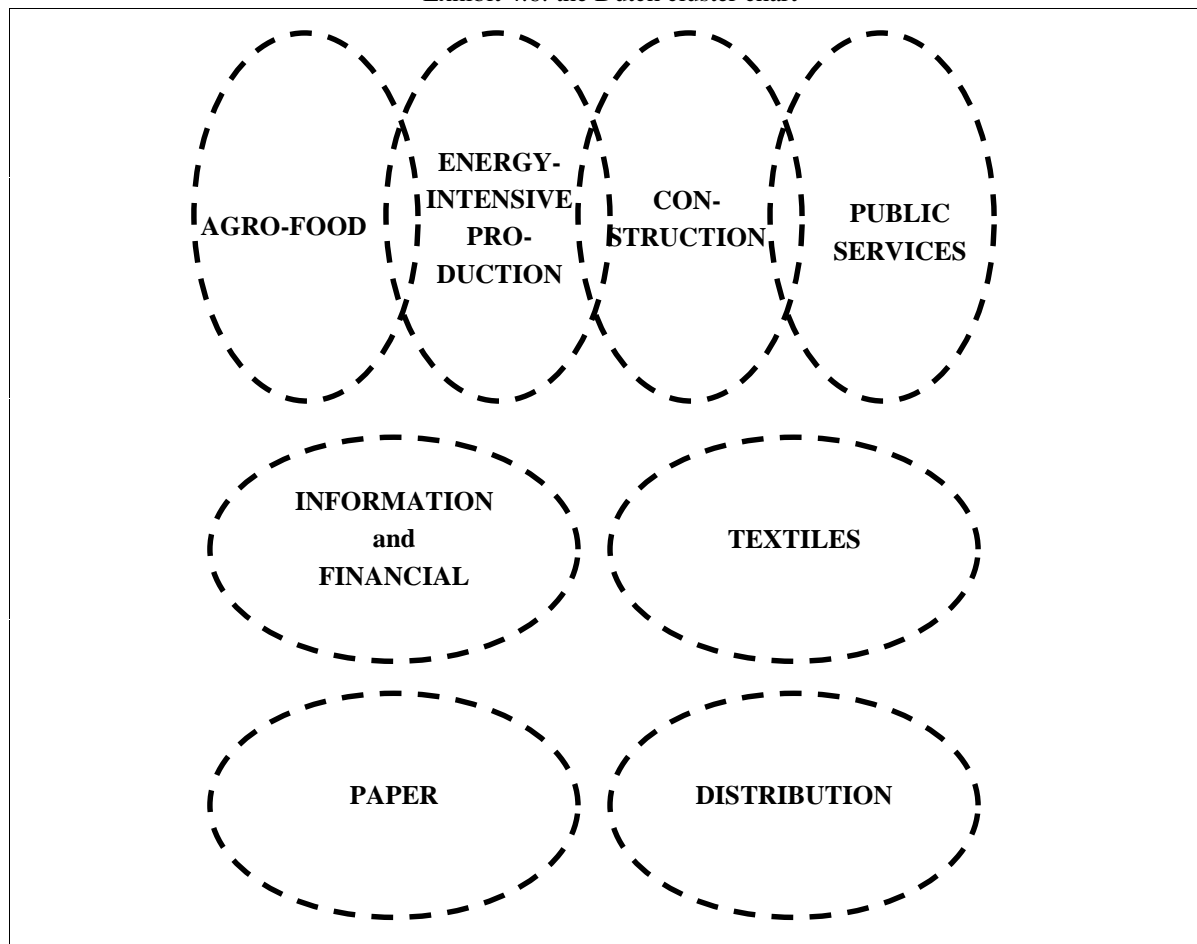 AGRO-FOOD
ENERGY-
INTENSIVE
PRO-
DUCTION
CON-
STRUCTION
PUBLIC
SERVICES
INFORMATION
and
FINANCIAL
TEXTILES
PAPER
DISTRIBUTION